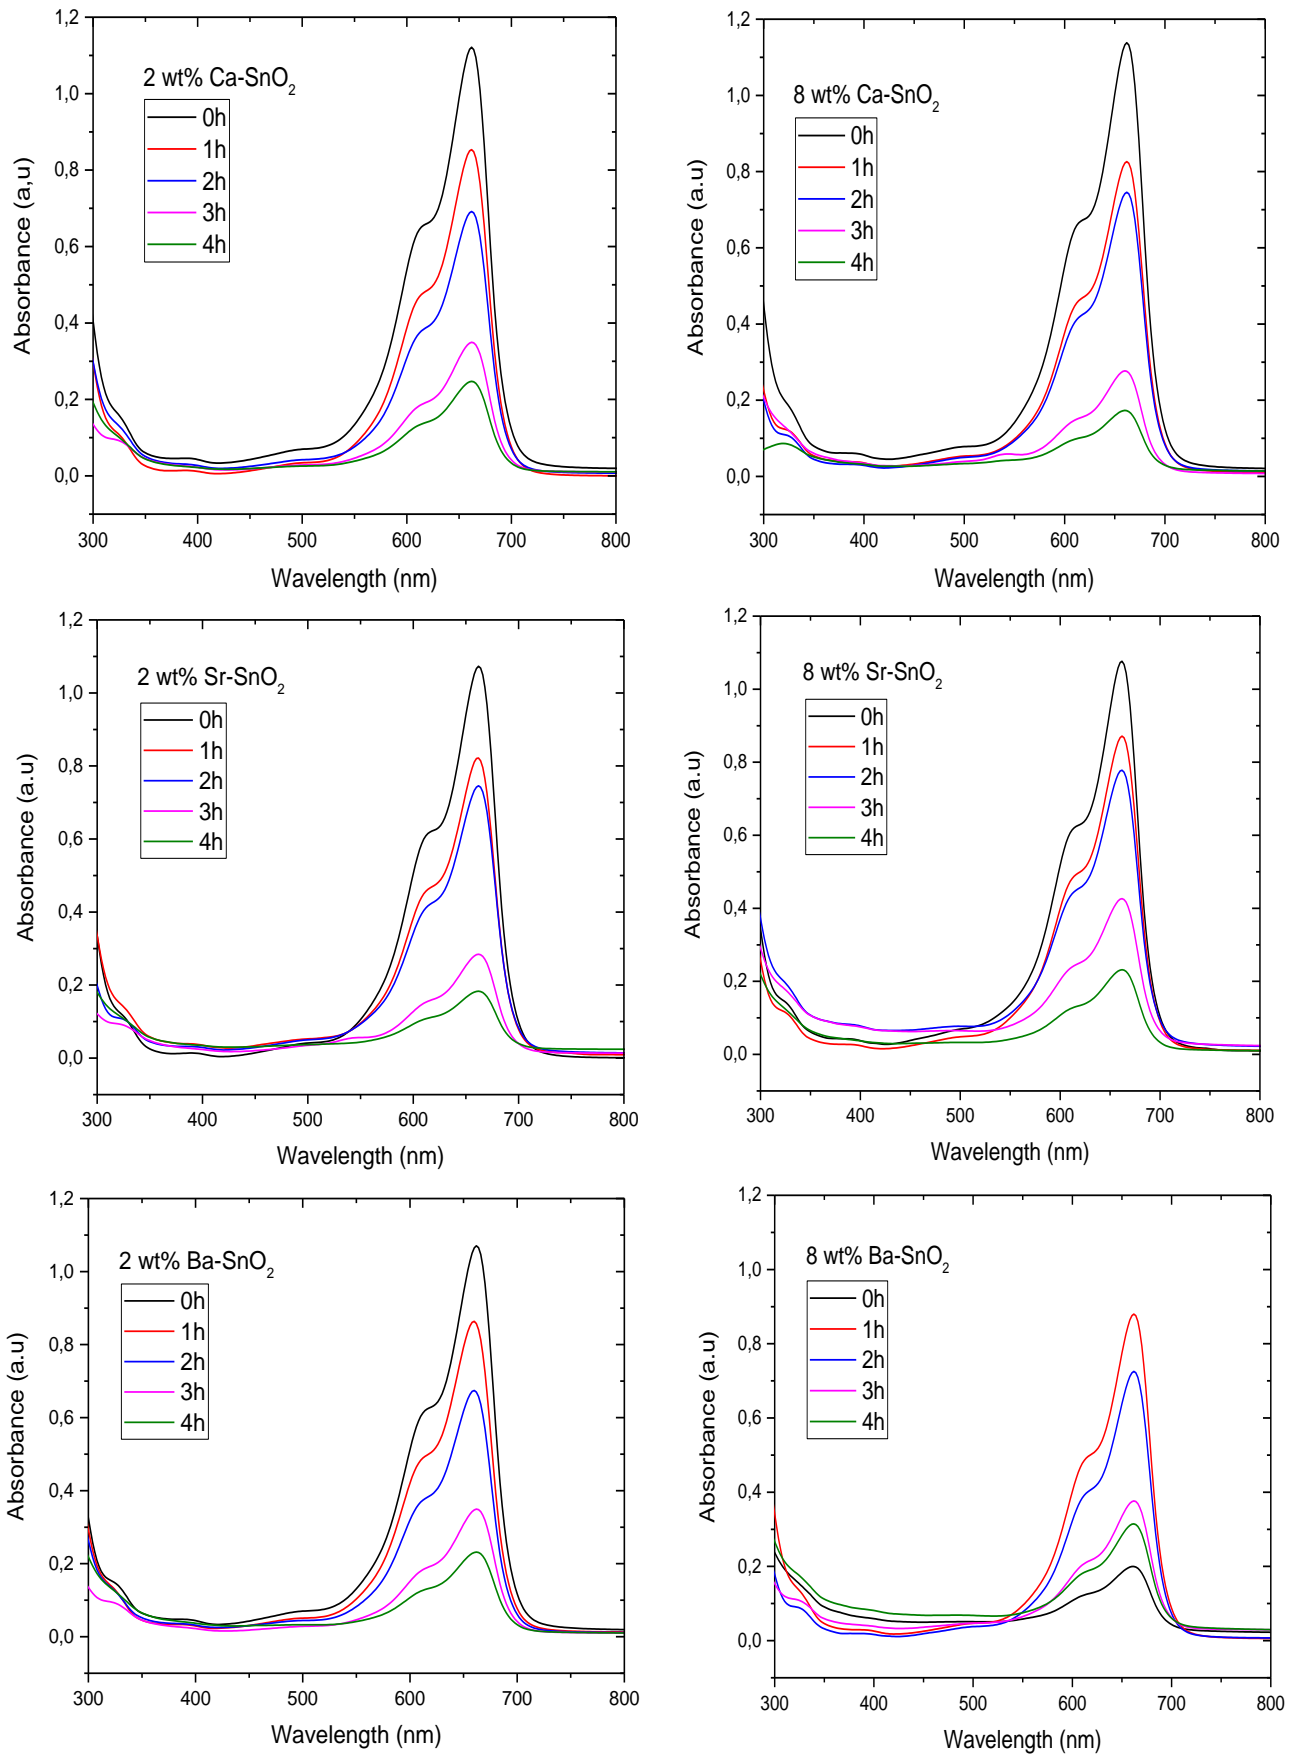 1,2
1,0
0,8
0,6
0,4
0,2
0,0
Absorbance (a,u)
2 wt% Ca-SnO2
0h
1h
2h
3h
4h
300 400 500 600 700 800
Wavelength (nm)
1,2
1,0
0,8
0,6
0,4
0,2
0,0
Absorbance (a.u)
8 wt% Ca-SnO2
0h
1h
2h
3h
4h
300 400 500 600 700 800
Wavelength (nm)
1,2
1,0
0,8
0,6
0,4
0,2
0,0
Absorbance (a.u)
2 wt% Sr-SnO2
0h
1h
2h
3h
4h
300 400 500 600 700 800
Wavelength (nm)
1,2
1,0
0,8
0,6
0,4
0,2
0,0
Absorbance (a.u)
8 wt% Sr-SnO2
0h
1h
2h
3h
4h
300 400 500 600 700 800
Wavelength (nm)
1,2
1,0
0,8
0,6
0,4
0,2
0,0
Absorbance (a.u)
2 wt% Ba-SnO2
0h
1h
2h
3h
4h
300 400 500 600 700 800
Wavelength (nm)
1,2
1,0
0,8
0,6
0,4
0,2
0,0
Absorbance (a.u)
8 wt% Ba-SnO2
0h
1h
2h
3h
4h
300 400 500 600 700 800
Wavelength (nm)